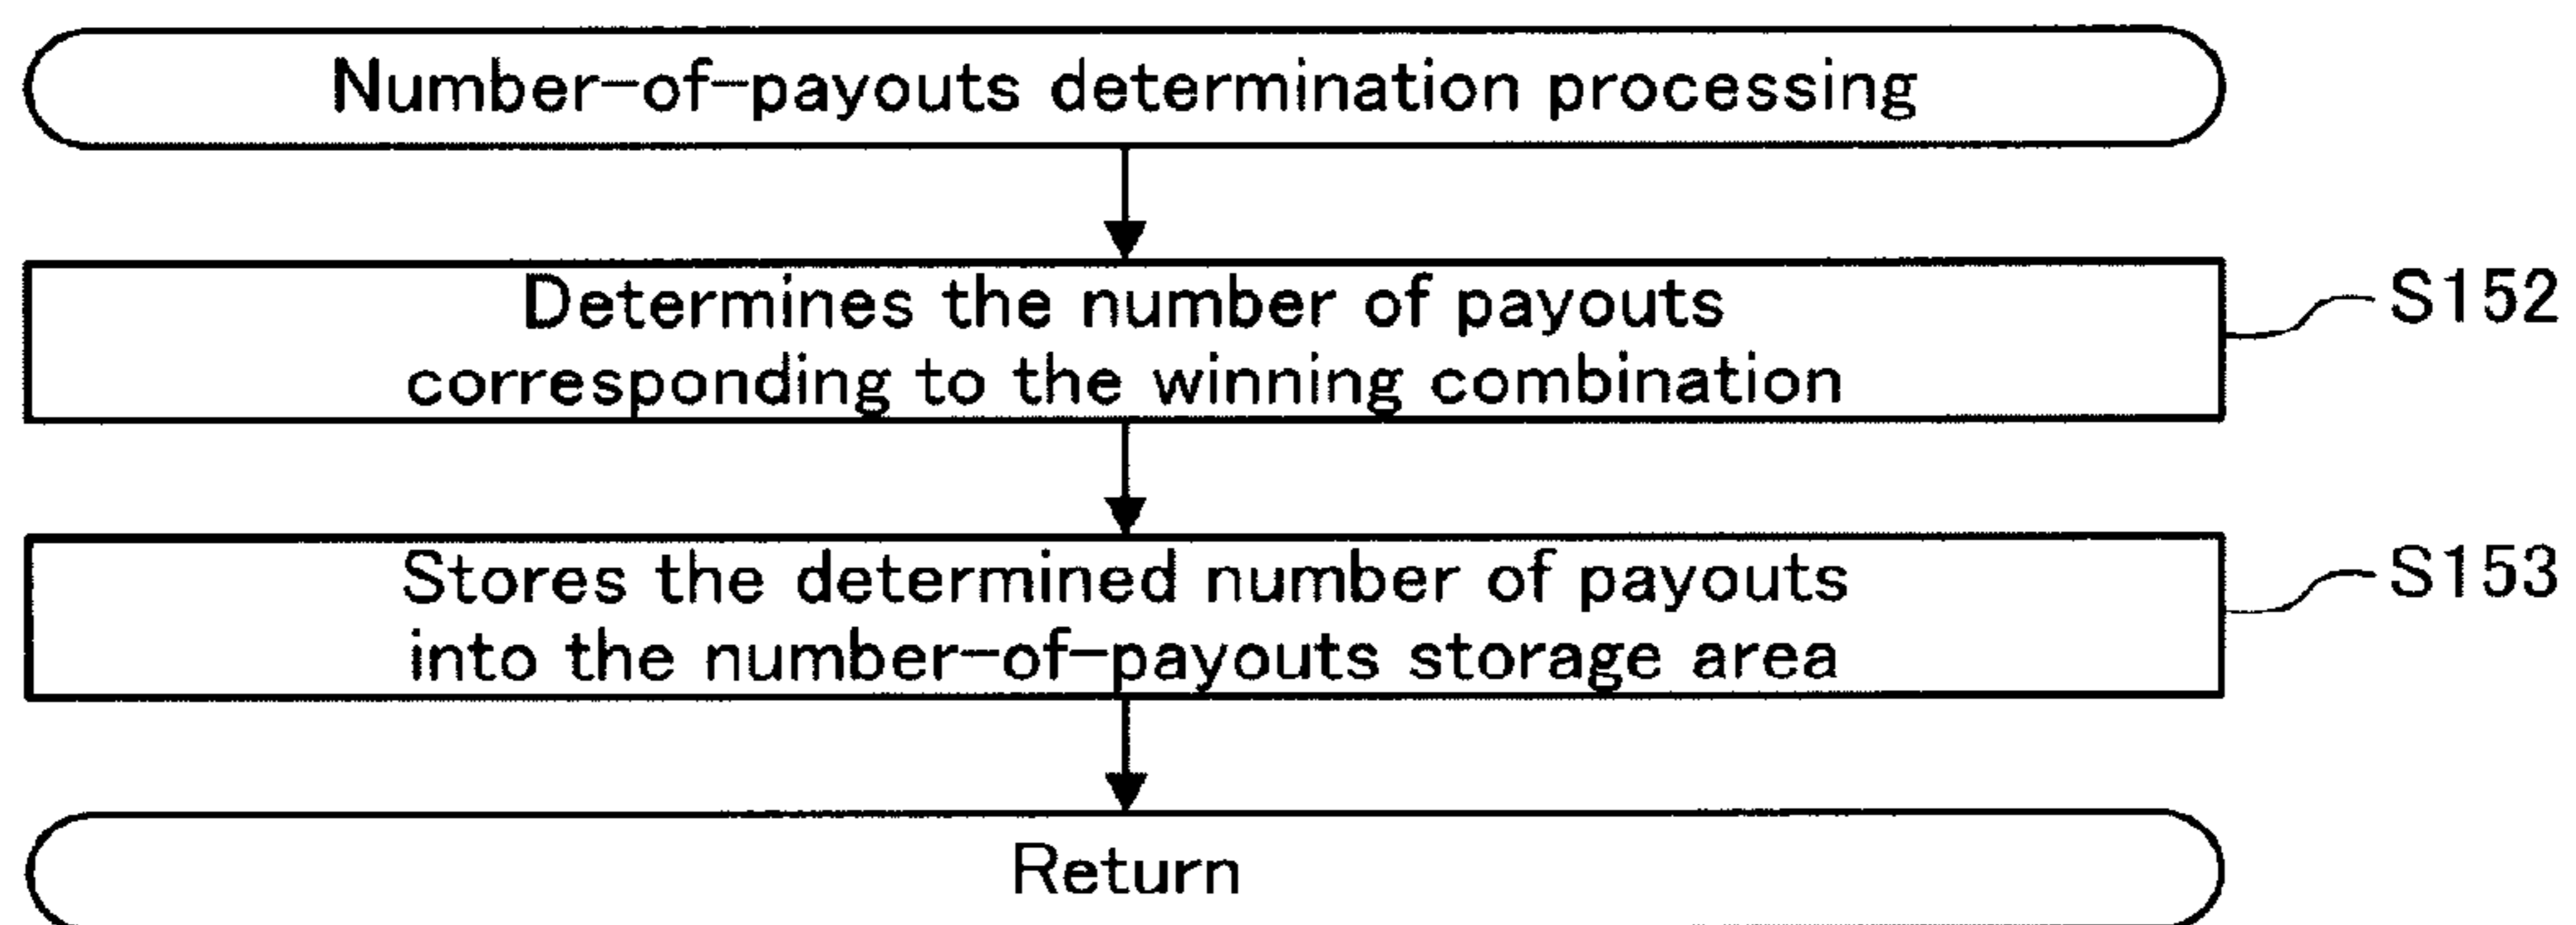 Number-of-payouts determination processing
Determines the number of payouts
corresponding to the winning combination
S152
Stores the determined number of payouts
into the number-of-payouts storage area
S153
Return